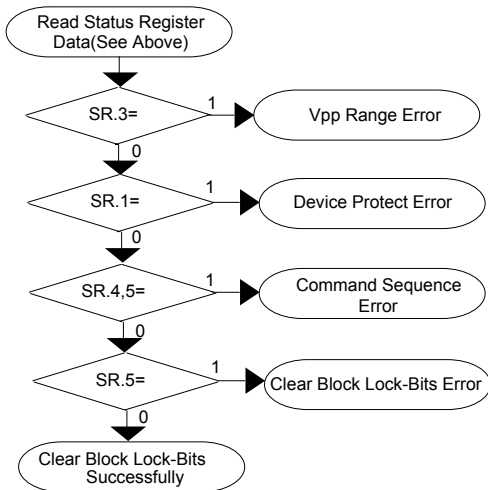 Read Status Register
Data(See Above)
SR.3=
1
Vpp Range Error
0
SR.1=
1
Device Protect Error
0
SR.4,5=
1
Command Sequence
Error
0
SR.5=
1
Clear Block Lock-Bits Error
0
Clear Block Lock-Bits
Successfully